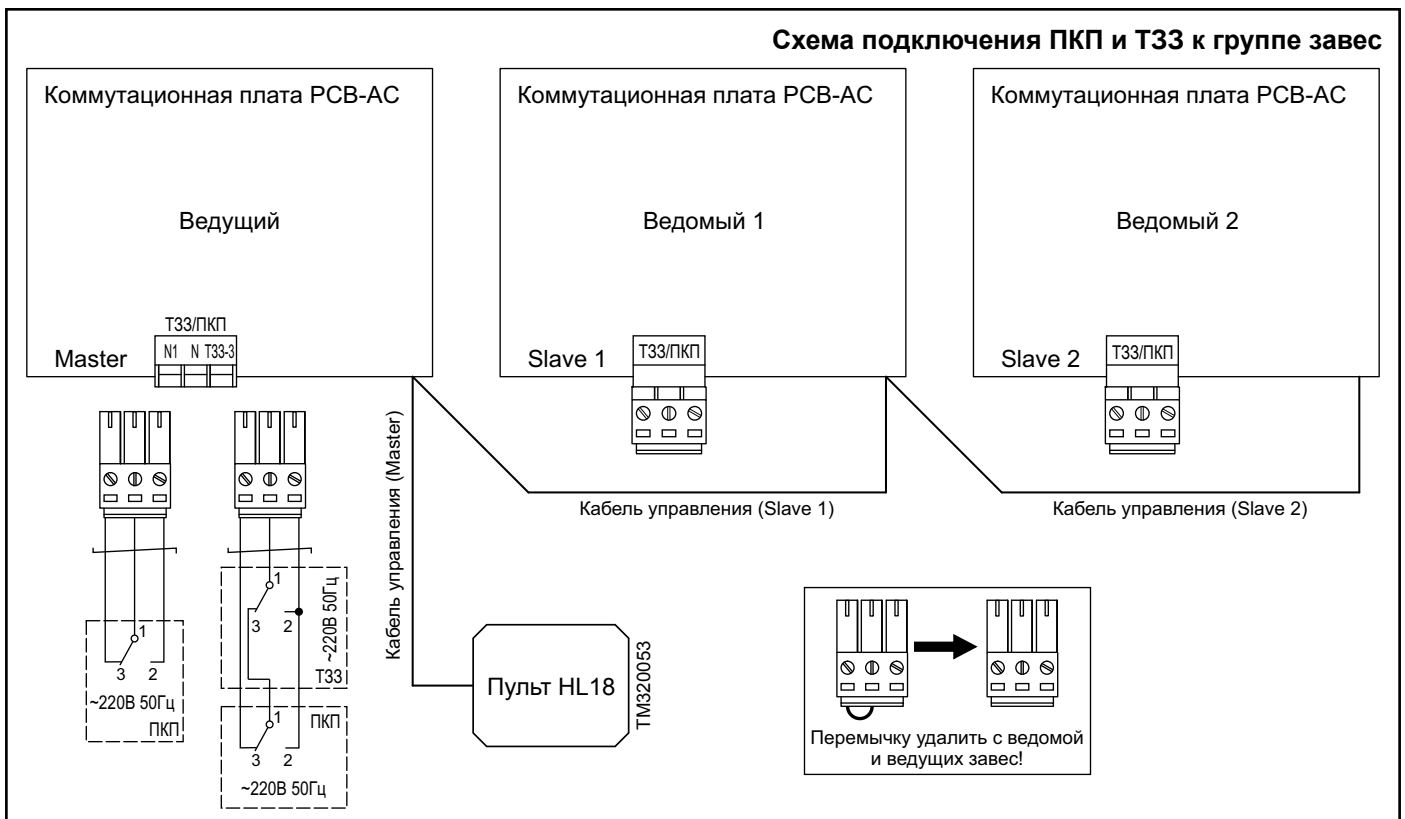 Схема подключения ПКП и ТЗЗ к группе завес
Коммутационная плата PCB-AC
Ведущий
ТЗЗ/ПКП
Master
N1 N ТЗЗ-3
Коммутационная плата PCB-AC
Ведомый 1
Slave 1
ТЗЗ/ПКП
Коммутационная плата PCB-AC
Ведомый 2
Slave 2
ТЗЗ/ПКП
Кабель управления (Master)
Кабель управления (Slave 1)
Кабель управления (Slave 2)
1
3 2
~220В 50Гц
ПКП
1
3 2
~220В 50Гц
ТЗЗ
1
ПКП
3 2
~220В 50Гц
Пульт HL18
TM320053
Перемычку удалить с ведомой
и ведущих завес!